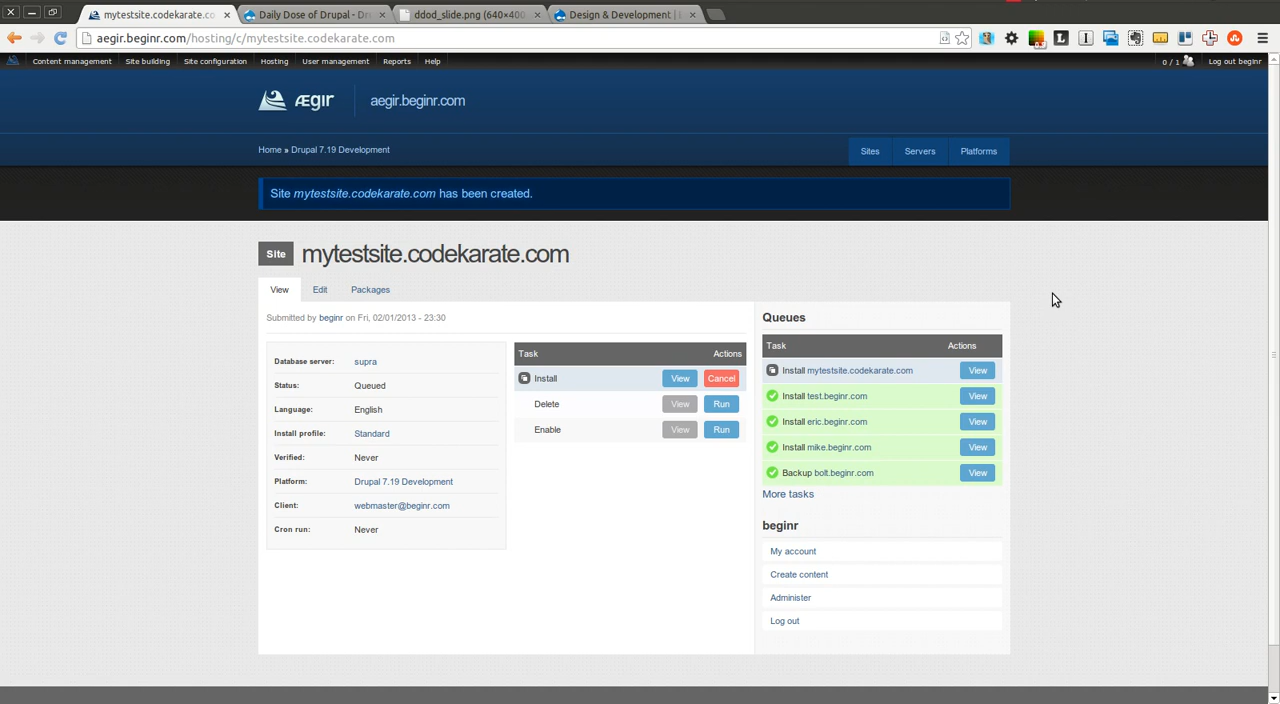 mytestsite.codekarate.co
Daily Dose of Drupal - Dr
ddod_slide.png (640×400
Design & Development |
aegir.beginr.com/hosting/c/mytestsite.codekarate.com
Content management Site building Site configuration Hosting User management Reports Help
0 / 1 Log out beginr
ÆGIR aegir.beginr.com
Home » Drupal 7.19 Development
Sites Servers Platforms
Site mytestsite.codekarate.com has been created.
Site mytestsite.codekarate.com
View Edit Packages
Submitted by beginr on Fri, 02/01/2013 - 23:30
Database server: supra
Status: Queued
Language: English
Install profile: Standard
Verified: Never
Platform: Drupal 7.19 Development
Client: webmaster@beginr.com
Cron run: Never
Task Actions
Install View Cancel
Delete View Run
Enable View Run
Queues
Task Actions
Install mytestsite.codekarate.com View
Install test.beginr.com View
Install eric.beginr.com View
Install mike.beginr.com View
Backup bolt.beginr.com View
More tasks
beginr
My account
Create content
Administer
Log out